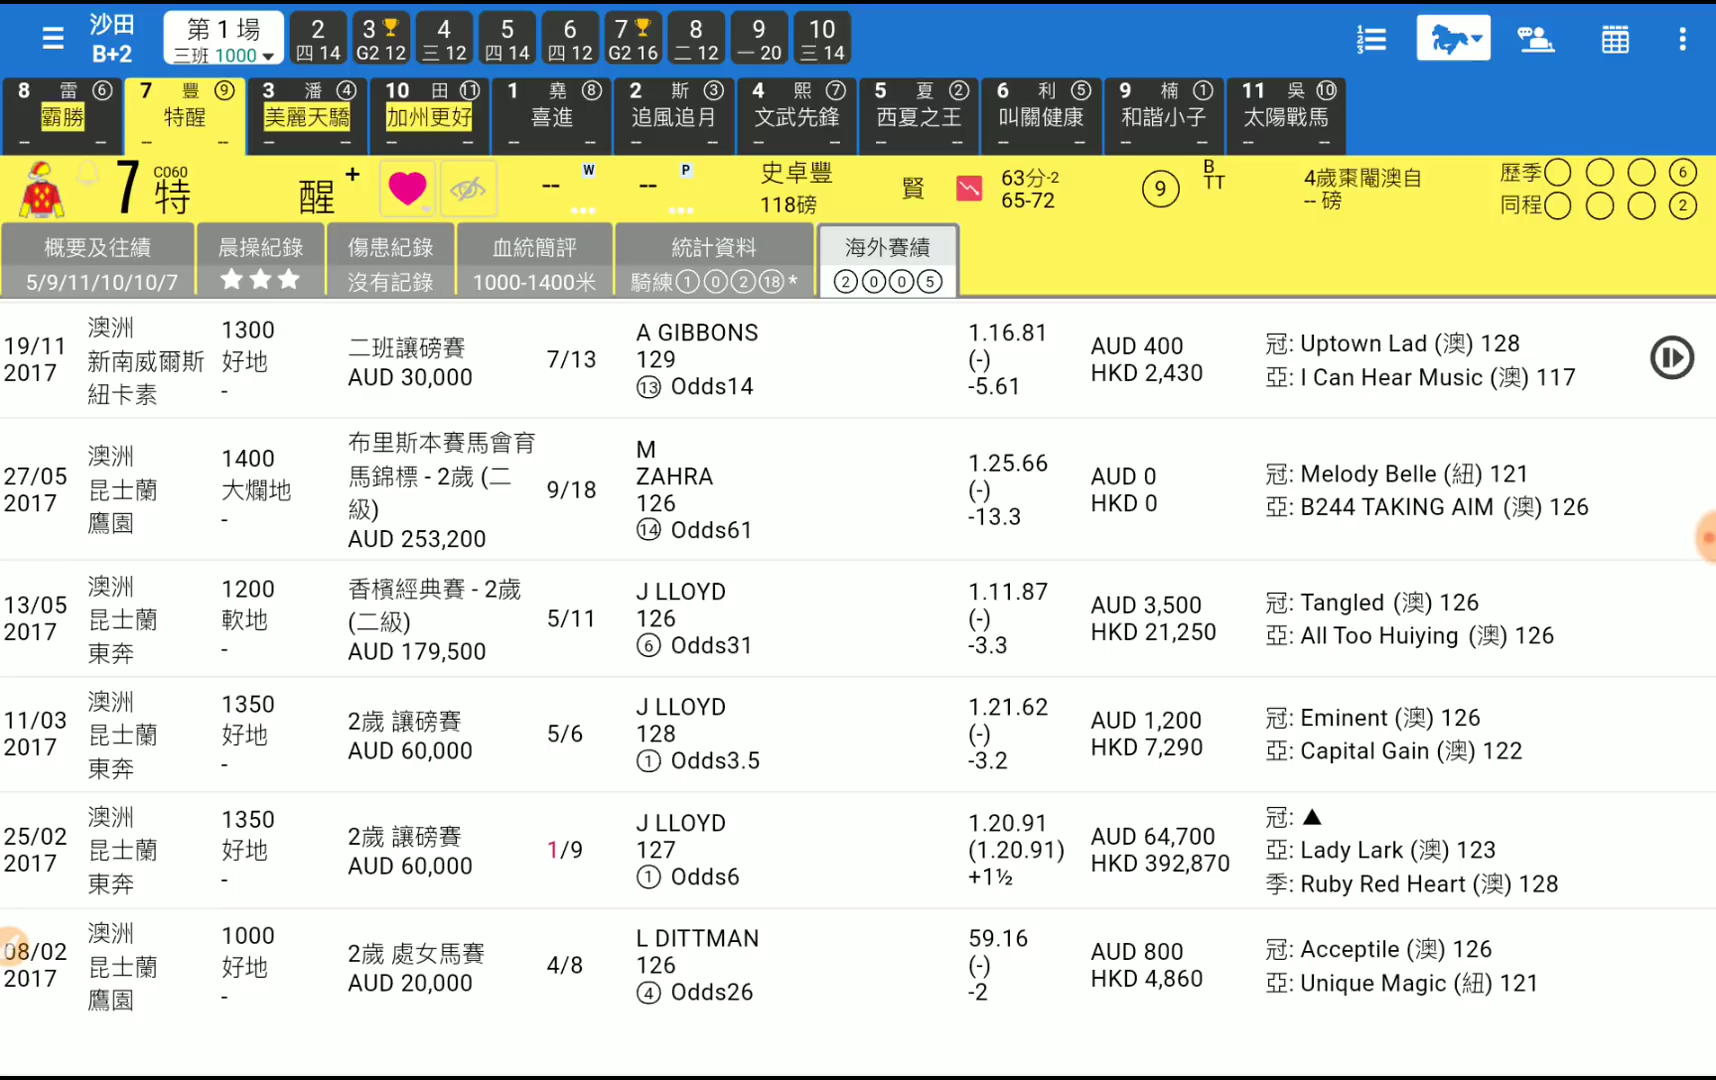 沙田
B+2
第 1 場
三班 1000
2
四 14
3
G2 12
4
三 12
5
四 14
6
四 12
7
G2 16
8
二 12
9
一 20
10
三 14
8 雷 ⑥
霸勝
-- --
7 豐 ⑨
特醒
-- --
3 潘 ④
美麗天驕
-- --
10 田 ⑪
加州更好
-- --
1 堯 ⑧
喜進
-- --
2 斯 ③
追風追月
-- --
4 熙 ⑦
文武先鋒
-- --
5 夏 ②
西夏之王
-- --
6 利 ⑤
叫關健康
-- --
9 楠 ①
和諧小子
-- --
11 吳 ⑩
太陽戰馬
-- --
7 C060
特 醒 +
-- W
-- P
史卓豐
118磅
賢
63分-2
65-72
⑨
B
TT
4歲棗閹澳自
-- 磅
歷季 ⑥
同程 ②
概要及往績
5/9/11/10/10/7
晨操紀錄
★ ★ ★
傷患紀錄
沒有記錄
血統簡評
1000-1400米
統計資料
騎練①⓪②⑱*
海外賽績
②⓪⓪⑤
19/11
2017
澳洲
新南威爾斯
紐卡素
1300
好地
-
二班讓磅賽
AUD 30,000
7/13
A GIBBONS
129
⑬ Odds14
1.16.81
(-)
-5.61
AUD 400
HKD 2,430
冠: Uptown Lad (澳) 128
亞: I Can Hear Music (澳) 117
27/05
2017
澳洲
昆士蘭
鷹園
1400
大爛地
-
布里斯本賽馬會育
馬錦標 - 2歲 (二
級)
AUD 253,200
9/18
M
ZAHRA
126
⑭ Odds61
1.25.66
(-)
-13.3
AUD 0
HKD 0
冠: Melody Belle (紐) 121
亞: B244 TAKING AIM (澳) 126
13/05
2017
澳洲
昆士蘭
東奔
1200
軟地
-
香檳經典賽 - 2歲
(二級)
AUD 179,500
5/11
J LLOYD
126
⑥ Odds31
1.11.87
(-)
-3.3
AUD 3,500
HKD 21,250
冠: Tangled (澳) 126
亞: All Too Huiying (澳) 126
11/03
2017
澳洲
昆士蘭
東奔
1350
好地
-
2歲 讓磅賽
AUD 60,000
5/6
J LLOYD
128
① Odds3.5
1.21.62
(-)
-3.2
AUD 1,200
HKD 7,290
冠: Eminent (澳) 126
亞: Capital Gain (澳) 122
25/02
2017
澳洲
昆士蘭
東奔
1350
好地
-
2歲 讓磅賽
AUD 60,000
1/9
J LLOYD
127
① Odds6
1.20.91
(1.20.91)
+1½
AUD 64,700
HKD 392,870
冠: ▲
亞: Lady Lark (澳) 123
季: Ruby Red Heart (澳) 128
08/02
2017
澳洲
昆士蘭
鷹園
1000
好地
-
2歲 處女馬賽
AUD 20,000
4/8
L DITTMAN
126
④ Odds26
59.16
(-)
-2
AUD 800
HKD 4,860
冠: Acceptile (澳) 126
亞: Unique Magic (紐) 121